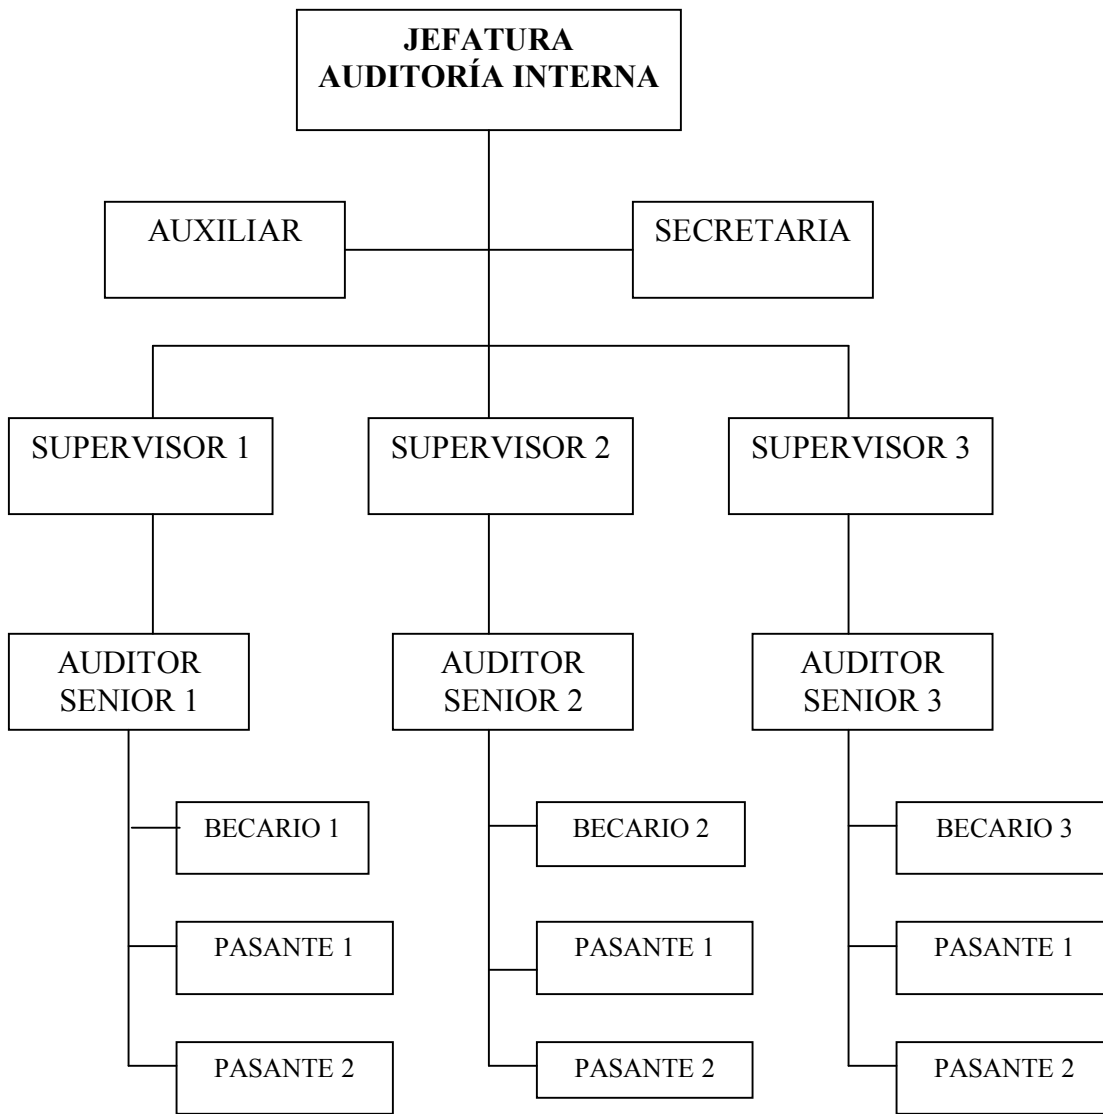 JEFATURA
AUDITORÍA INTERNA
AUXILIAR
SECRETARIA
SUPERVISOR 1
SUPERVISOR 2
SUPERVISOR 3
AUDITOR
SENIOR 1
AUDITOR
SENIOR 2
AUDITOR
SENIOR 3
BECARIO 1
BECARIO 2
BECARIO 3
PASANTE 1
PASANTE 1
PASANTE 1
PASANTE 2
PASANTE 2
PASANTE 2